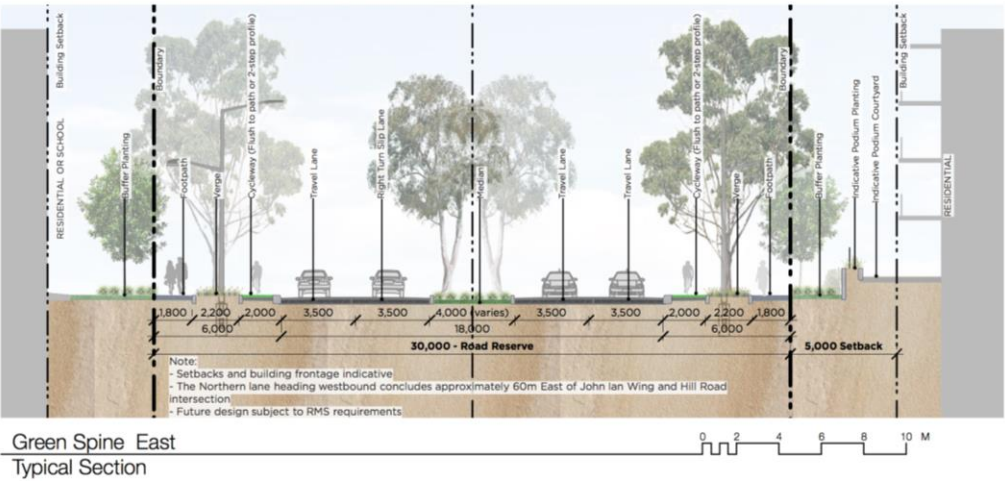 Building Setback
RESIDENTIAL OR SCHOOL
Buffer Planting
Boundary
Footpath
Verge
Cycleway (Flush to path or 2-step profile)
Travel Lane
Right Turn Slip Lane
Median
Travel Lane
Travel Lane
Cycleway (Flush to path or 2-step profile)
Verge
Footpath
Boundary
Buffer Planting
Indicative Podium Planting
Indicative Podium Courtyard
Building Setback
RESIDENTIAL
1,800 2,200 2,000 3,500 3,500 4,000 (varies) 3,500 3,500 2,000 2,200 1,800
6,000 18,000 6,000
30,000 - Road Reserve 5,000 Setback
Note:
- Setbacks and building frontage indicative
- The Northern lane heading westbound concludes approximately 60m East of John Ian Wing and Hill Road
intersection
- Future design subject to RMS requirements
Green Spine East
0 2 4 6 8 10 M
Typical Section